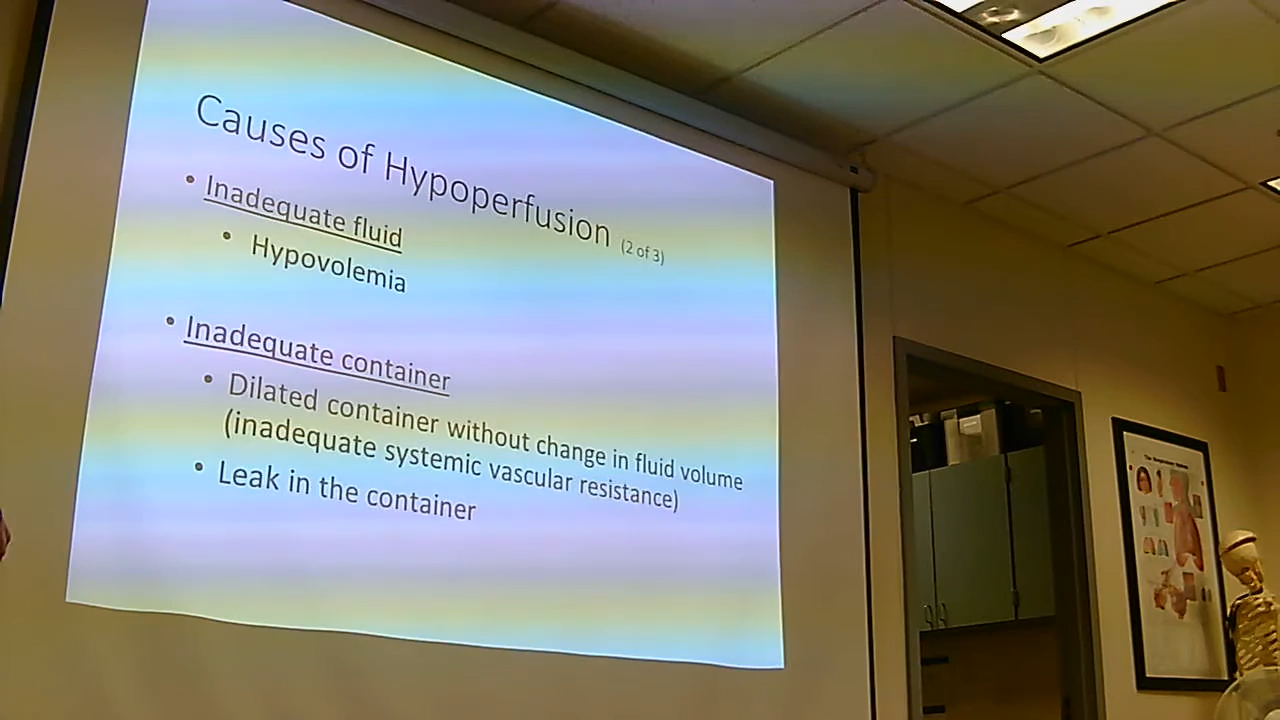 Causes of Hypoperfusion (2 of 3)
• Inadequate fluid
• Hypovolemia
• Inadequate container
• Dilated container without change in fluid volume
(inadequate systemic vascular resistance)
• Leak in the container